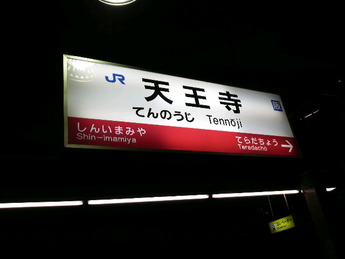 JR 天王寺
てんのうじ Tennōji
しんいまみや てらだちょう
Shin-imamiya Teradacho